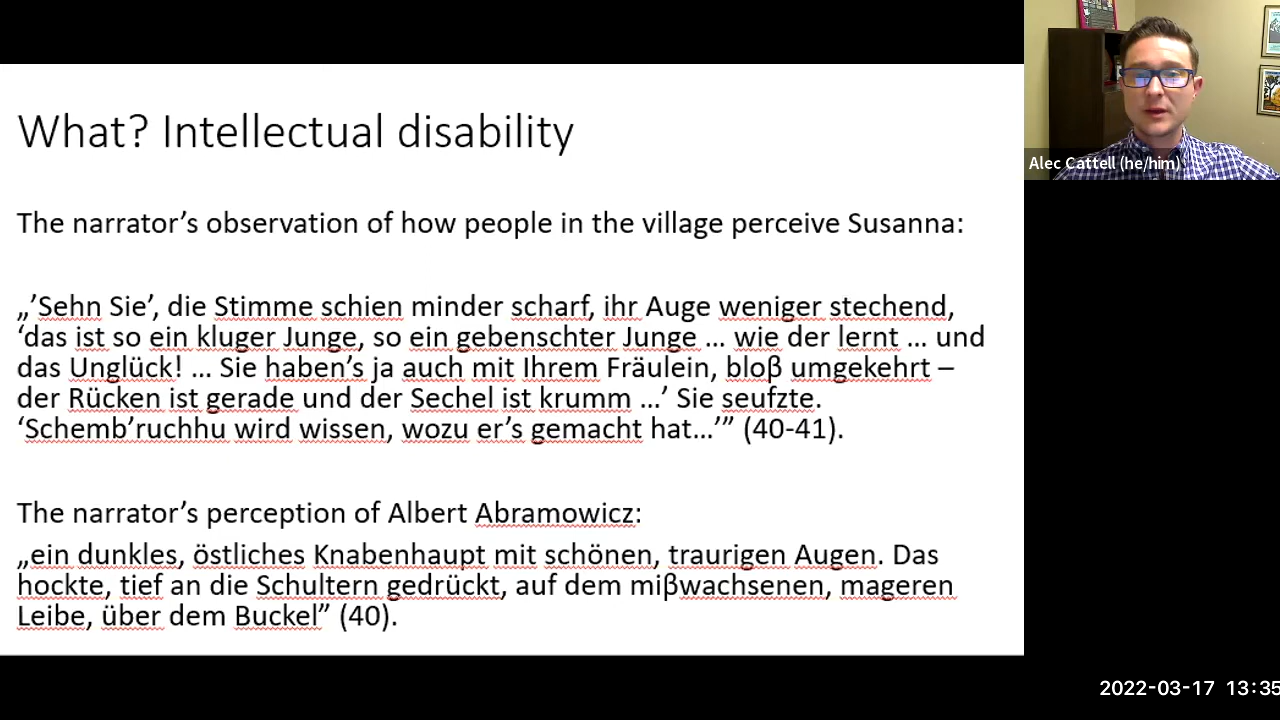 What? Intellectual disability
The narrator’s observation of how people in the village perceive Susanna:
„’Sehn Sie’, die Stimme schien minder scharf, ihr Auge weniger stechend,
‘das ist so ein kluger Junge, so ein gebenschter Junge … wie der lernt … und
das Unglück! … Sie haben’s ja auch mit Ihrem Fräulein, bloβ umgekehrt –
der Rücken ist gerade und der Sechel ist krumm …’ Sie seufzte.
‘Schemb’ruchhu wird wissen, wozu er’s gemacht hat…’” (40-41).
The narrator’s perception of Albert Abramowicz:
„ein dunkles, östliches Knabenhaupt mit schönen, traurigen Augen. Das
hockte, tief an die Schultern gedrückt, auf dem miβwachsenen, mageren
Leibe, über dem Buckel” (40).
Alec Cattell (he/him)
2022-03-17 13:35